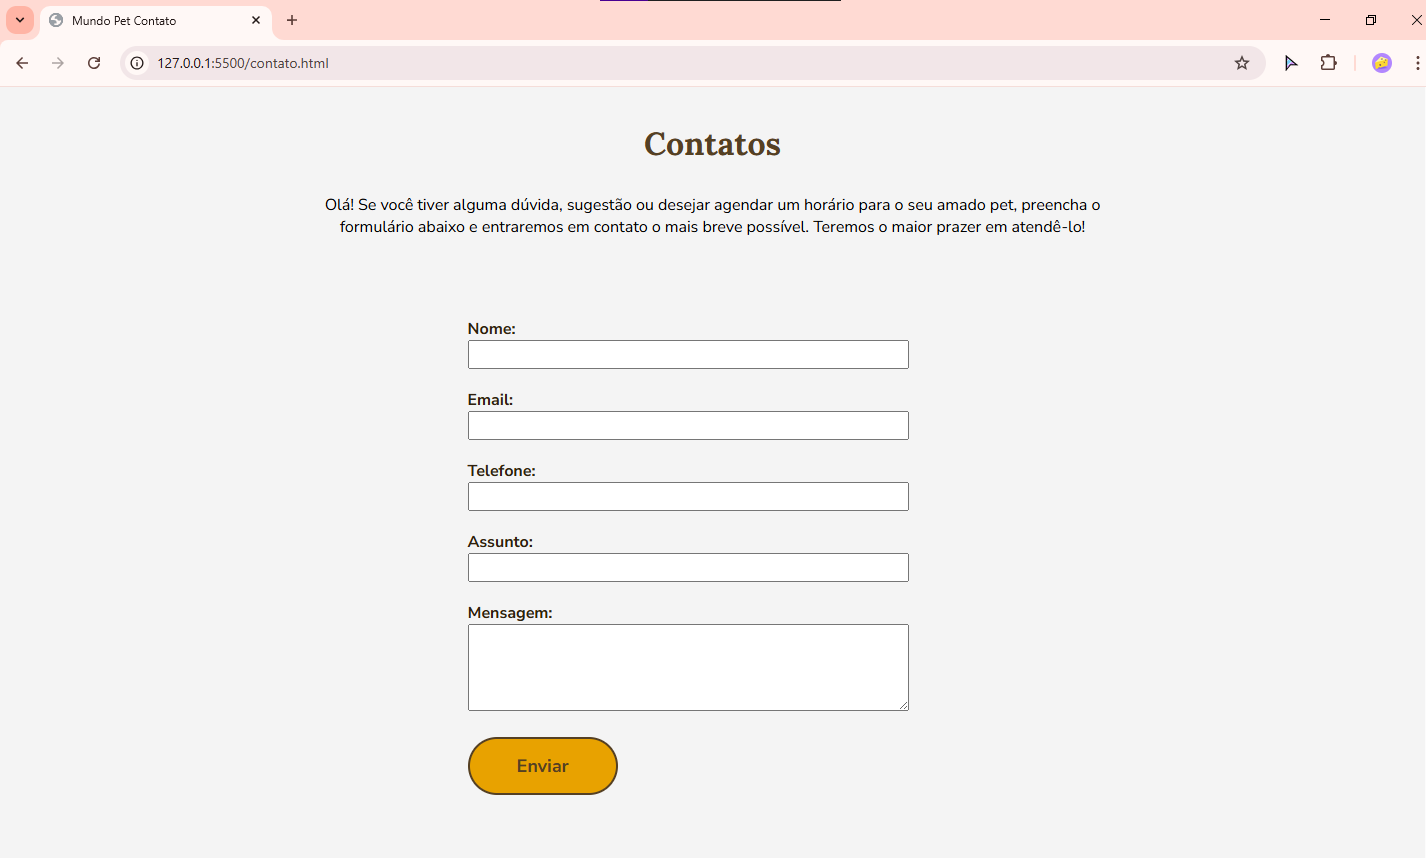 Mundo Pet Contato
127.0.0.1:5500/contato.html
Contatos
Olá! Se você tiver alguma dúvida, sugestão ou desejar agendar um horário para o seu amado pet, preencha o
formulário abaixo e entraremos em contato o mais breve possível. Teremos o maior prazer em atendê-lo!
Nome:
Email:
Telefone:
Assunto:
Mensagem:
Enviar